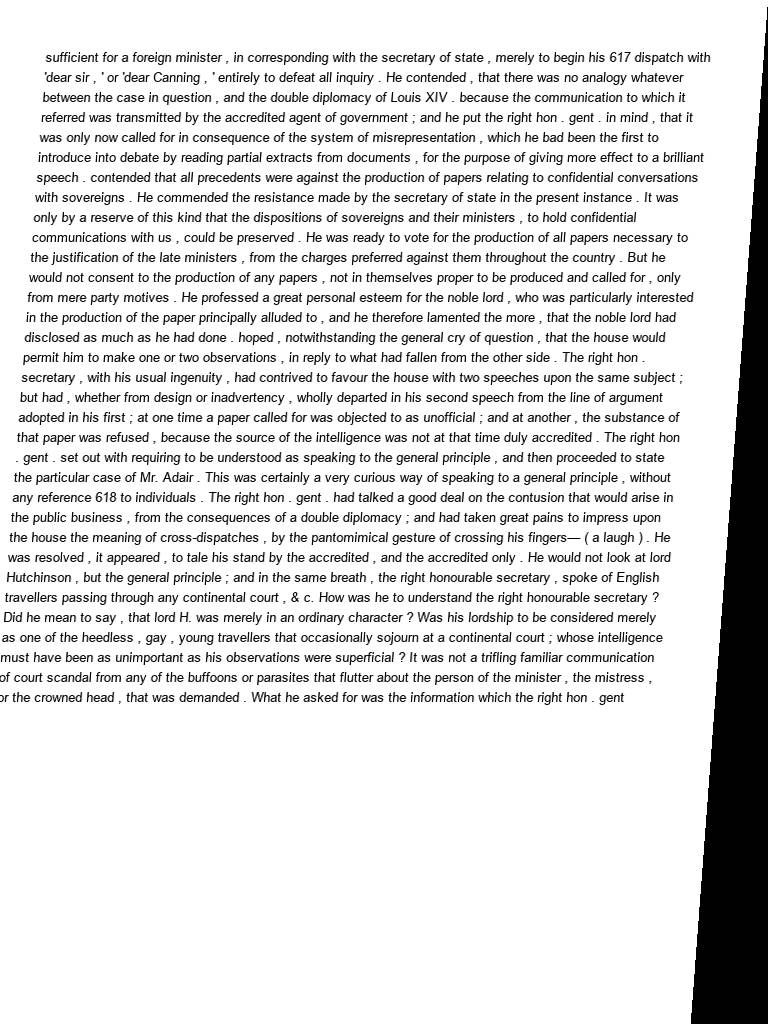 sufficient for a foreign minister , in corresponding with the secretary of state , merely to begin his 617 dispatch with
'dear sir , ' or 'dear Canning , ' entirely to defeat all inquiry . He contended , that there was no analogy whatever
between the case in question , and the double diplomacy of Louis XIV . because the communication to which it
referred was transmitted by the accredited agent of government ; and he put the right hon . gent . in mind , that it
was only now called for in consequence of the system of misrepresentation , which he bad been the first to
introduce into debate by reading partial extracts from documents , for the purpose of giving more effect to a brilliant
speech . contended that all precedents were against the production of papers relating to confidential conversations
with sovereigns . He commended the resistance made by the secretary of state in the present instance . It was
only by a reserve of this kind that the dispositions of sovereigns and their ministers , to hold confidential
communications with us , could be preserved . He was ready to vote for the production of all papers necessary to
the justification of the late ministers , from the charges preferred against them throughout the country . But he
would not consent to the production of any papers , not in themselves proper to be produced and called for , only
from mere party motives . He professed a great personal esteem for the noble lord , who was particularly interested
in the production of the paper principally alluded to , and he therefore lamented the more , that the noble lord had
disclosed as much as he had done . hoped , notwithstanding the general cry of question , that the house would
permit him to make one or two observations , in reply to what had fallen from the other side . The right hon .
secretary , with his usual ingenuity , had contrived to favour the house with two speeches upon the same subject ;
but had , whether from design or inadvertency , wholly departed in his second speech from the line of argument
adopted in his first ; at one time a paper called for was objected to as unofficial ; and at another , the substance of
that paper was refused , because the source of the intelligence was not at that time duly accredited . The right hon
. gent . set out with requiring to be understood as speaking to the general principle , and then proceeded to state
the particular case of Mr. Adair . This was certainly a very curious way of speaking to a general principle , without
any reference 618 to individuals . The right hon . gent . had talked a good deal on the contusion that would arise in
the public business , from the consequences of a double diplomacy ; and had taken great pains to impress upon
the house the meaning of cross-dispatches , by the pantomimical gesture of crossing his fingers— ( a laugh ) . He
was resolved , it appeared , to tale his stand by the accredited , and the accredited only . He would not look at lord
Hutchinson , but the general principle ; and in the same breath , the right honourable secretary , spoke of English
travellers passing through any continental court , & c. How was he to understand the right honourable secretary ?
Did he mean to say , that lord H. was merely in an ordinary character ? Was his lordship to be considered merely
as one of the heedless , gay , young travellers that occasionally sojourn at a continental court ; whose intelligence
must have been as unimportant as his observations were superficial ? It was not a trifling familiar communication
of court scandal from any of the buffoons or parasites that flutter about the person of the minister , the mistress ,
or the crowned head , that was demanded . What he asked for was the information which the right hon . gent